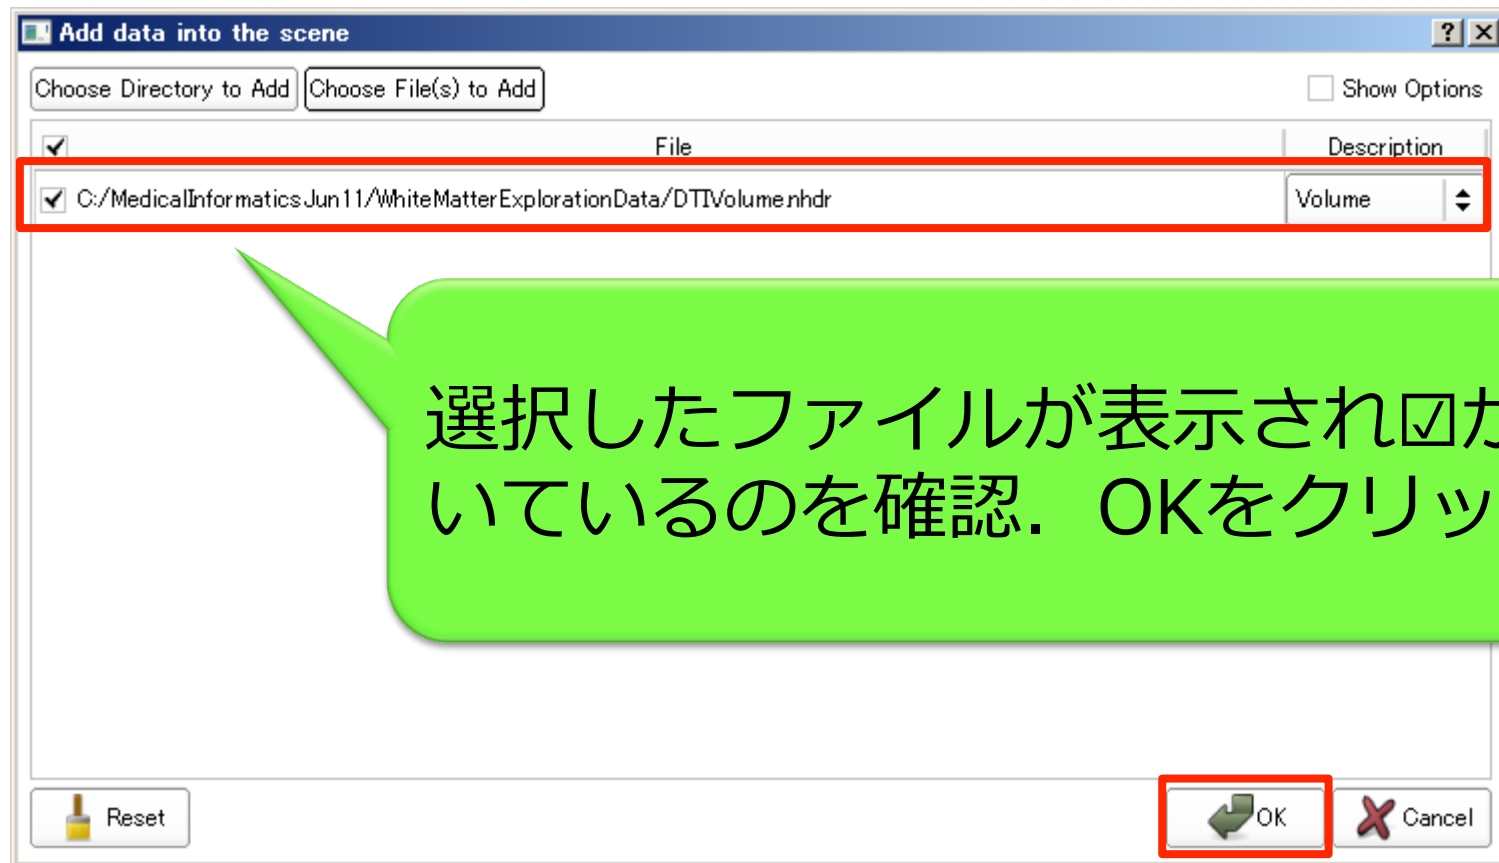 Add data into the scene
Choose Directory to Add Choose File(s) to Add Show Options
File Description
C:/MedicalInformaticsJun11/WhiteMatterExplorationData/DTIVolume.nhdr Volume
選択したファイルが表示され☑が
いているのを確認．OKをクリッ
Reset OK Cancel